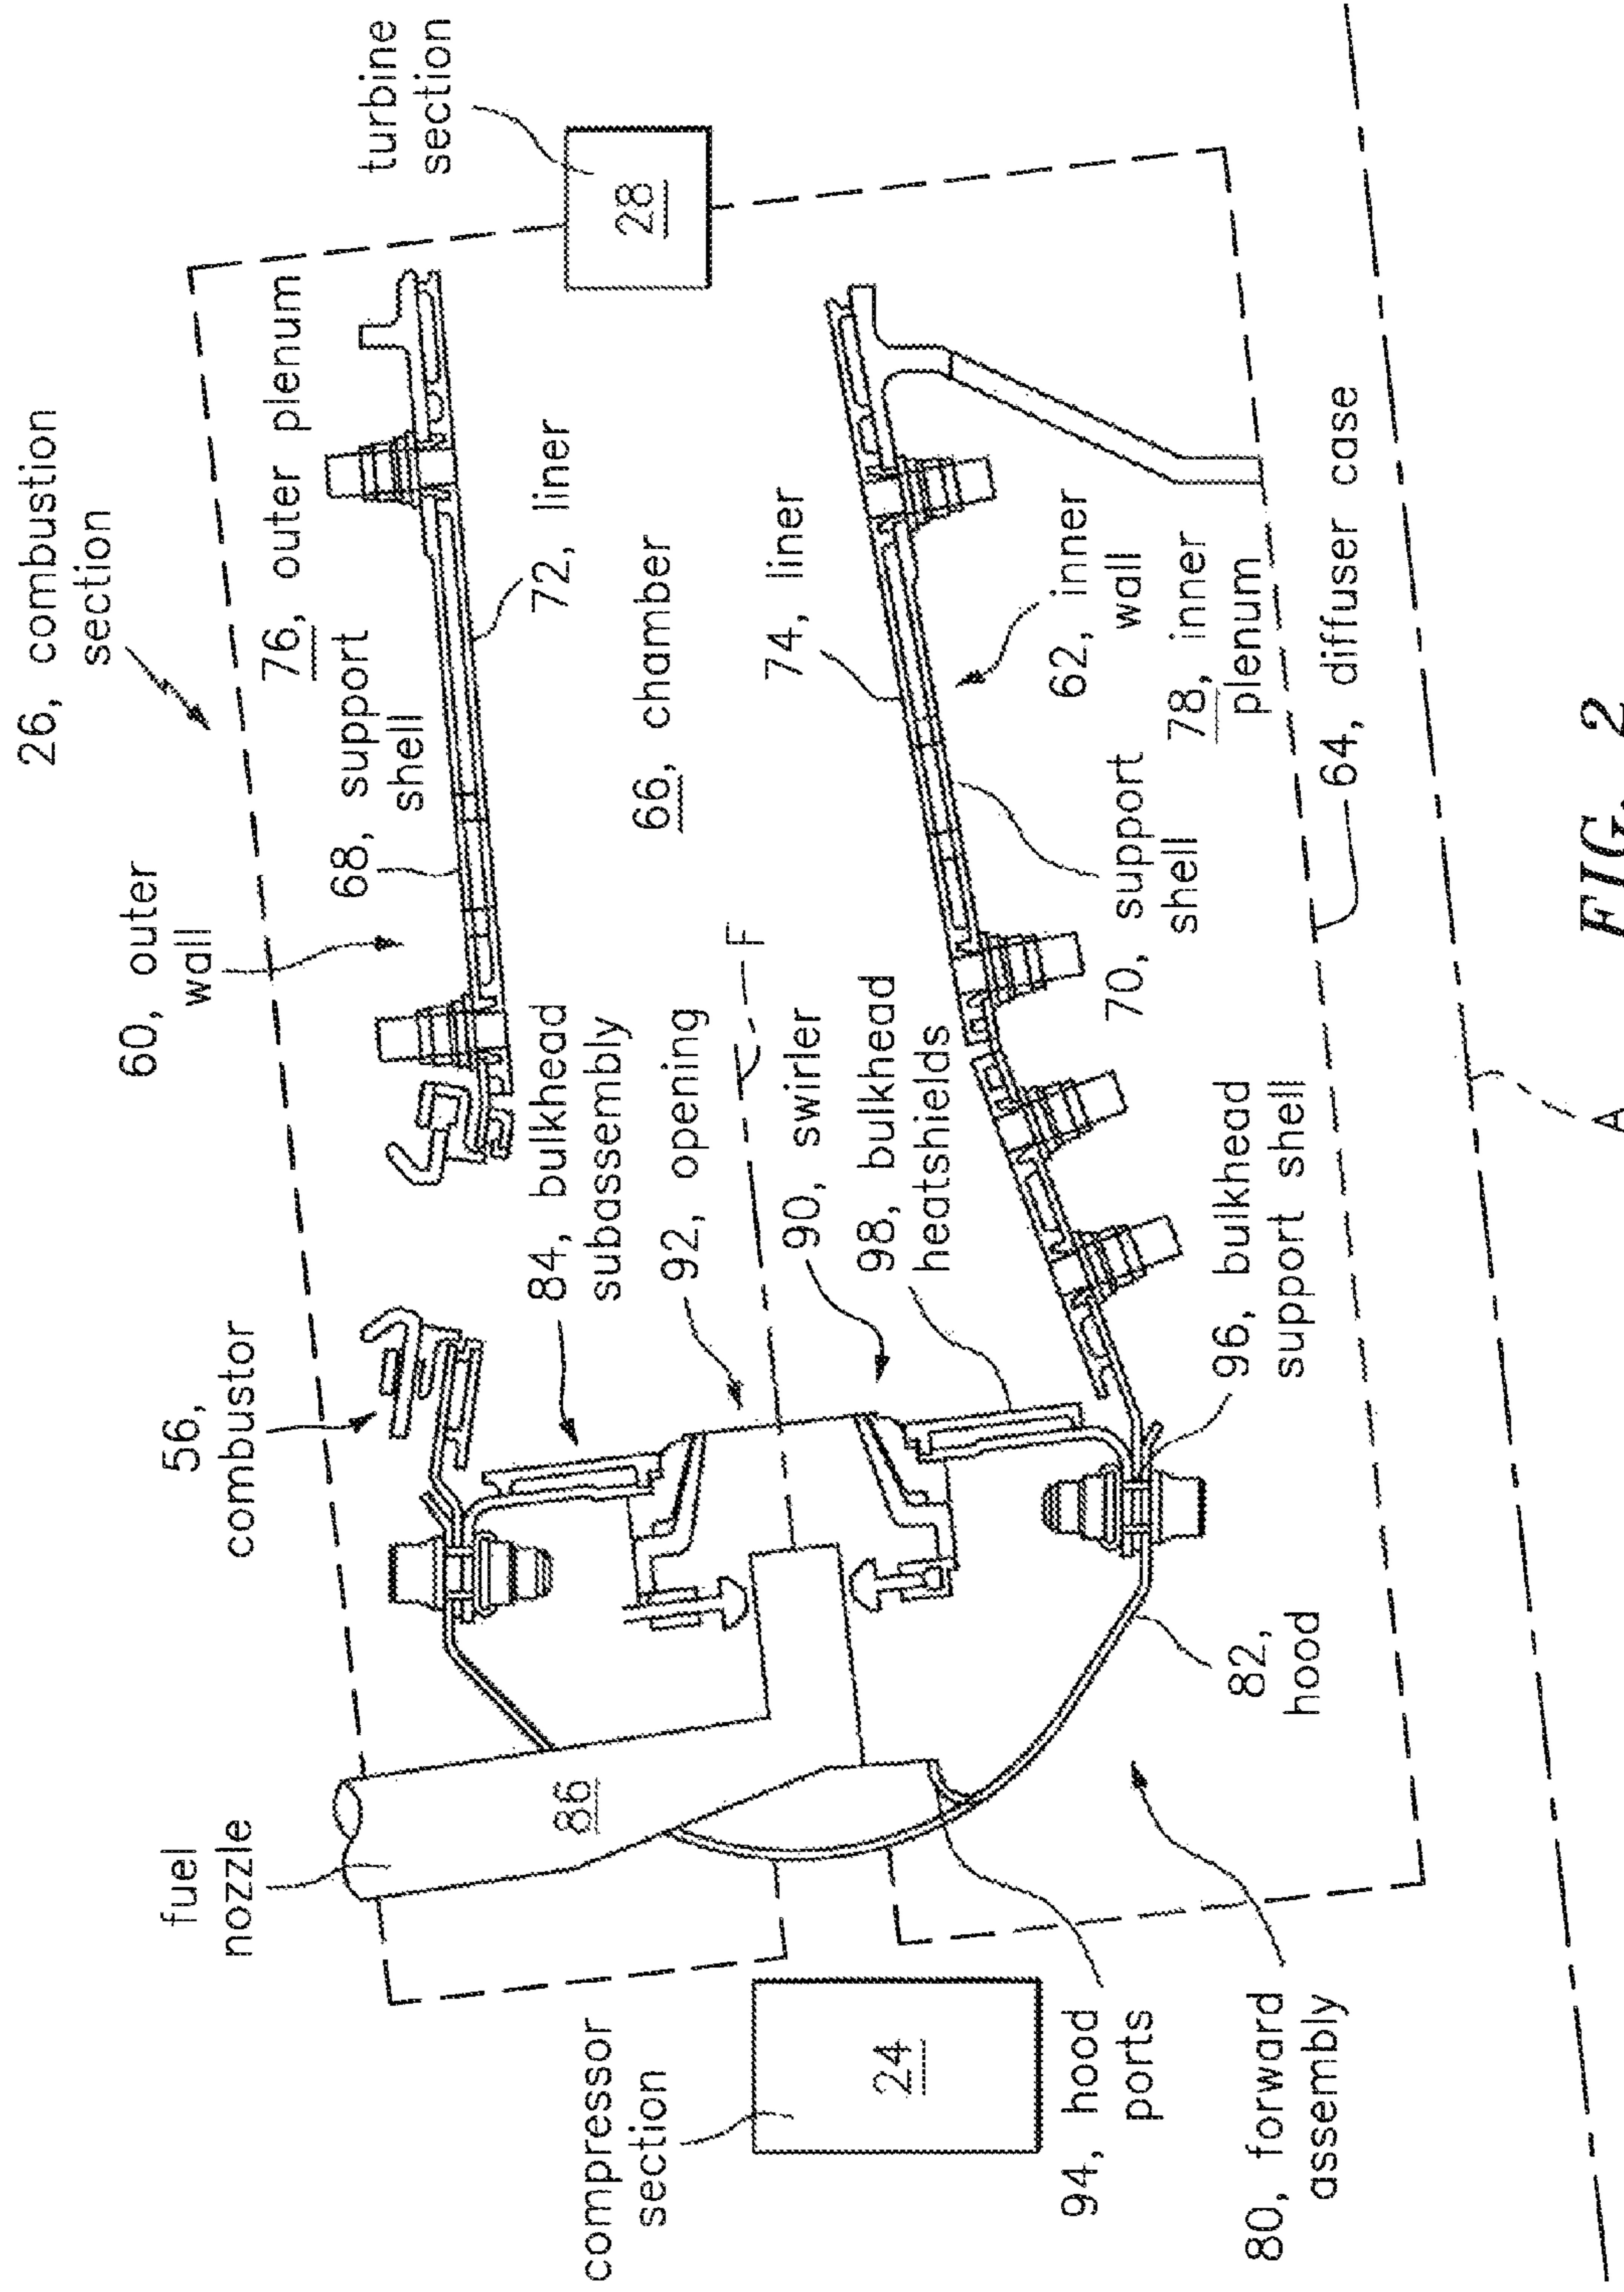 26, combustion
section
turbine
section
28
60, outer
wall
76, outer plenum
68, support
shell
72, liner
56,
combustor
66, chamber
84, bulkhead
subassembly
92, opening
F
90, swirler
98, bulkhead
heatshields
74, liner
62, inner
wall
78, inner
plenum
70, support
shell
96, bulkhead
support shell
64, diffuser case
fuel
nozzle
86
82,
hood
compressor
section
24
94, hood
ports
80, forward
assembly
A
FIG. 2